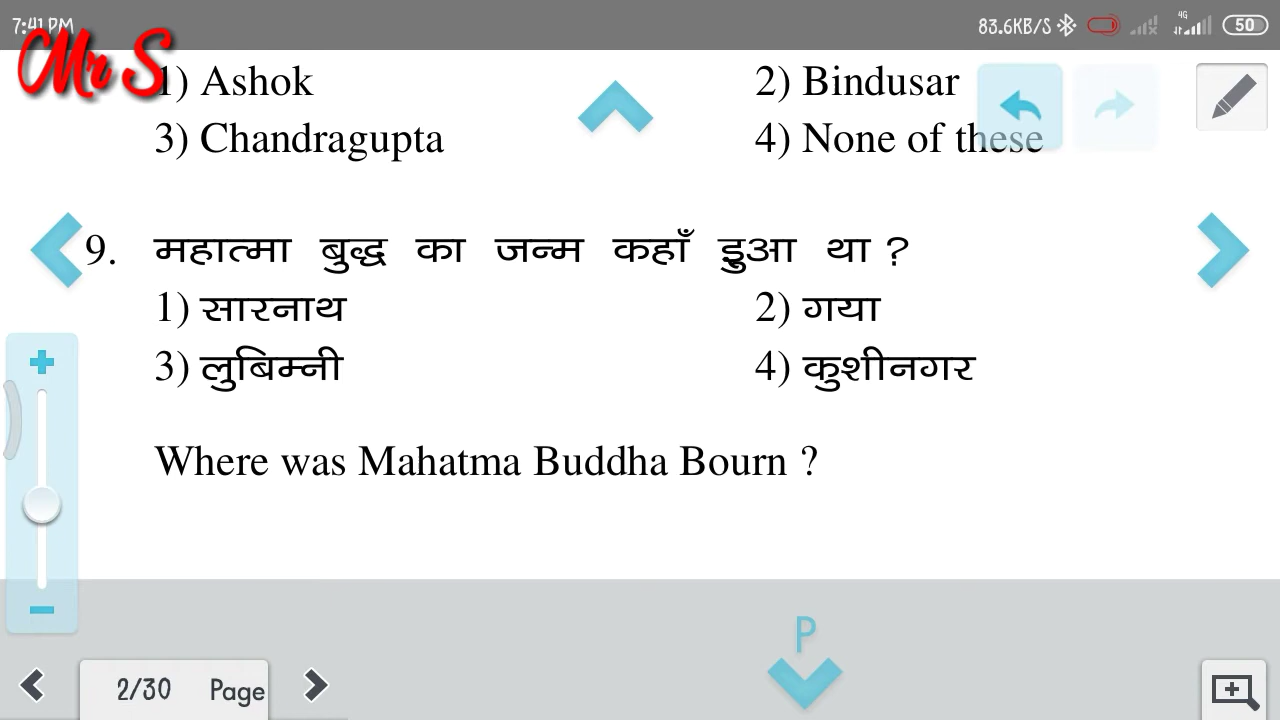 7:41 PM 83.6KB/S 4G 50
Mr S
1) Ashok 2) Bindusar
3) Chandragupta 4) None of these
9. महात्मा बुद्ध का जन्म कहाँ हुआ था ?
1) सारनाथ 2) गया
3) लुबिम्नी 4) कुशीनगर
Where was Mahatma Buddha Bourn ?
P
2/30 Page